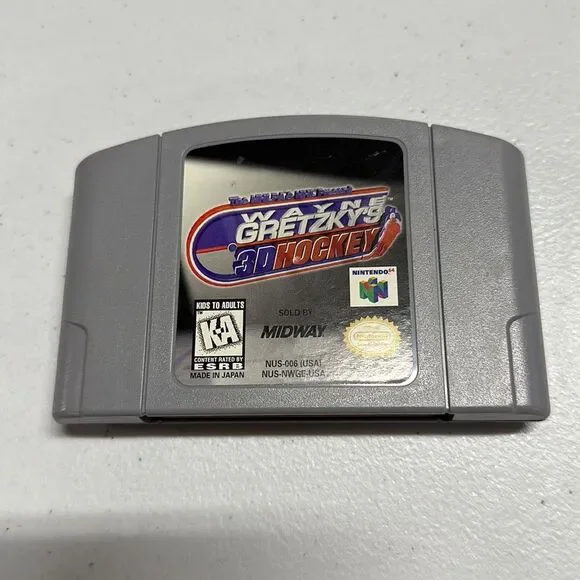 WAYNE
GRETZKY'S
3D HOCKEY
NINTENDO 64
KIDS TO ADULTS
KA
CONTENT RATED BY
ESRB
SOLD BY
MIDWAY
MADE IN JAPAN
NUS-006 (USA)
NUS-NWGE-USA